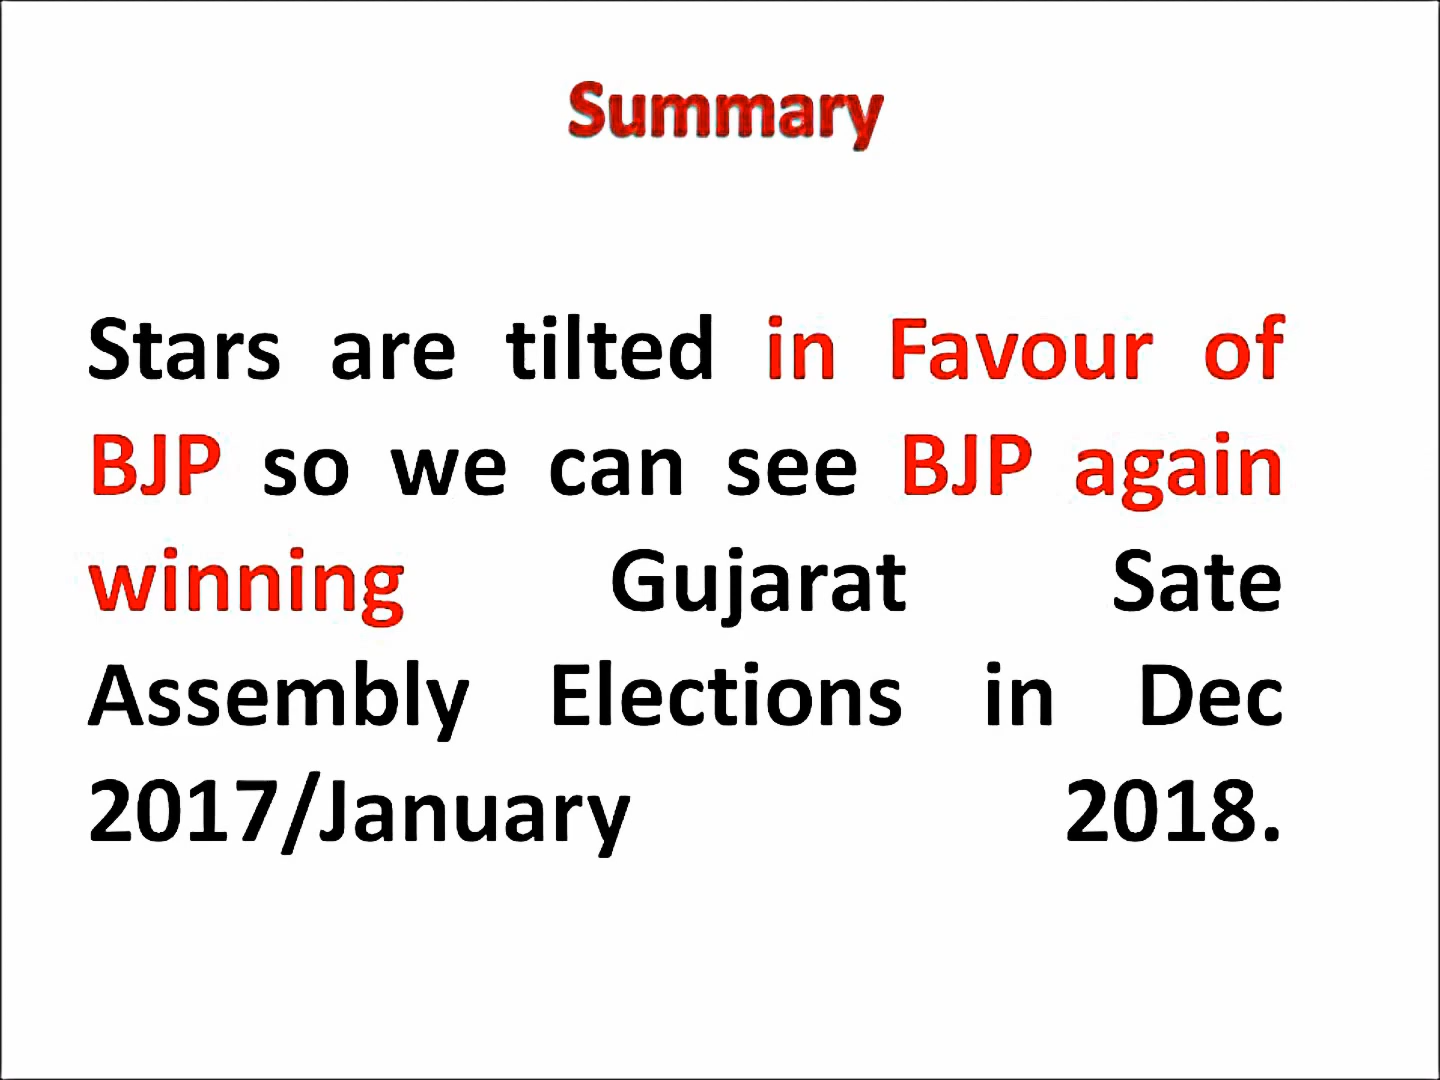 Summary
Stars are tilted in Favour of
BJP so we can see BJP again
winning Gujarat Sate
Assembly Elections in Dec
2017/January 2018.